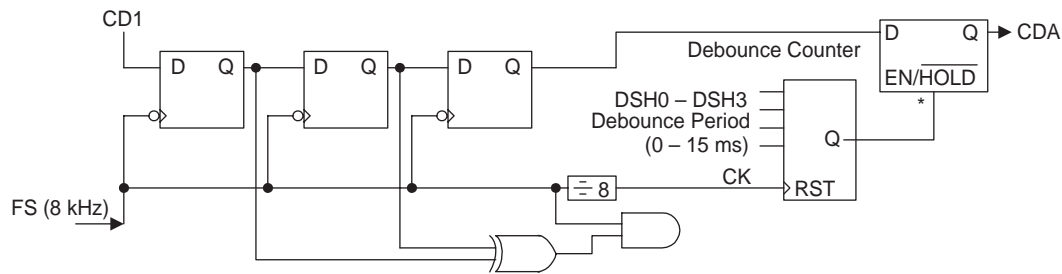 CD1
D Q
D Q
D Q
Debounce Counter
D Q
CDA
EN/HOLD
*
DSH0 – DSH3
Debounce Period
(0 – 15 ms)
Q
CK
RST
÷ 8
FS (8 kHz)